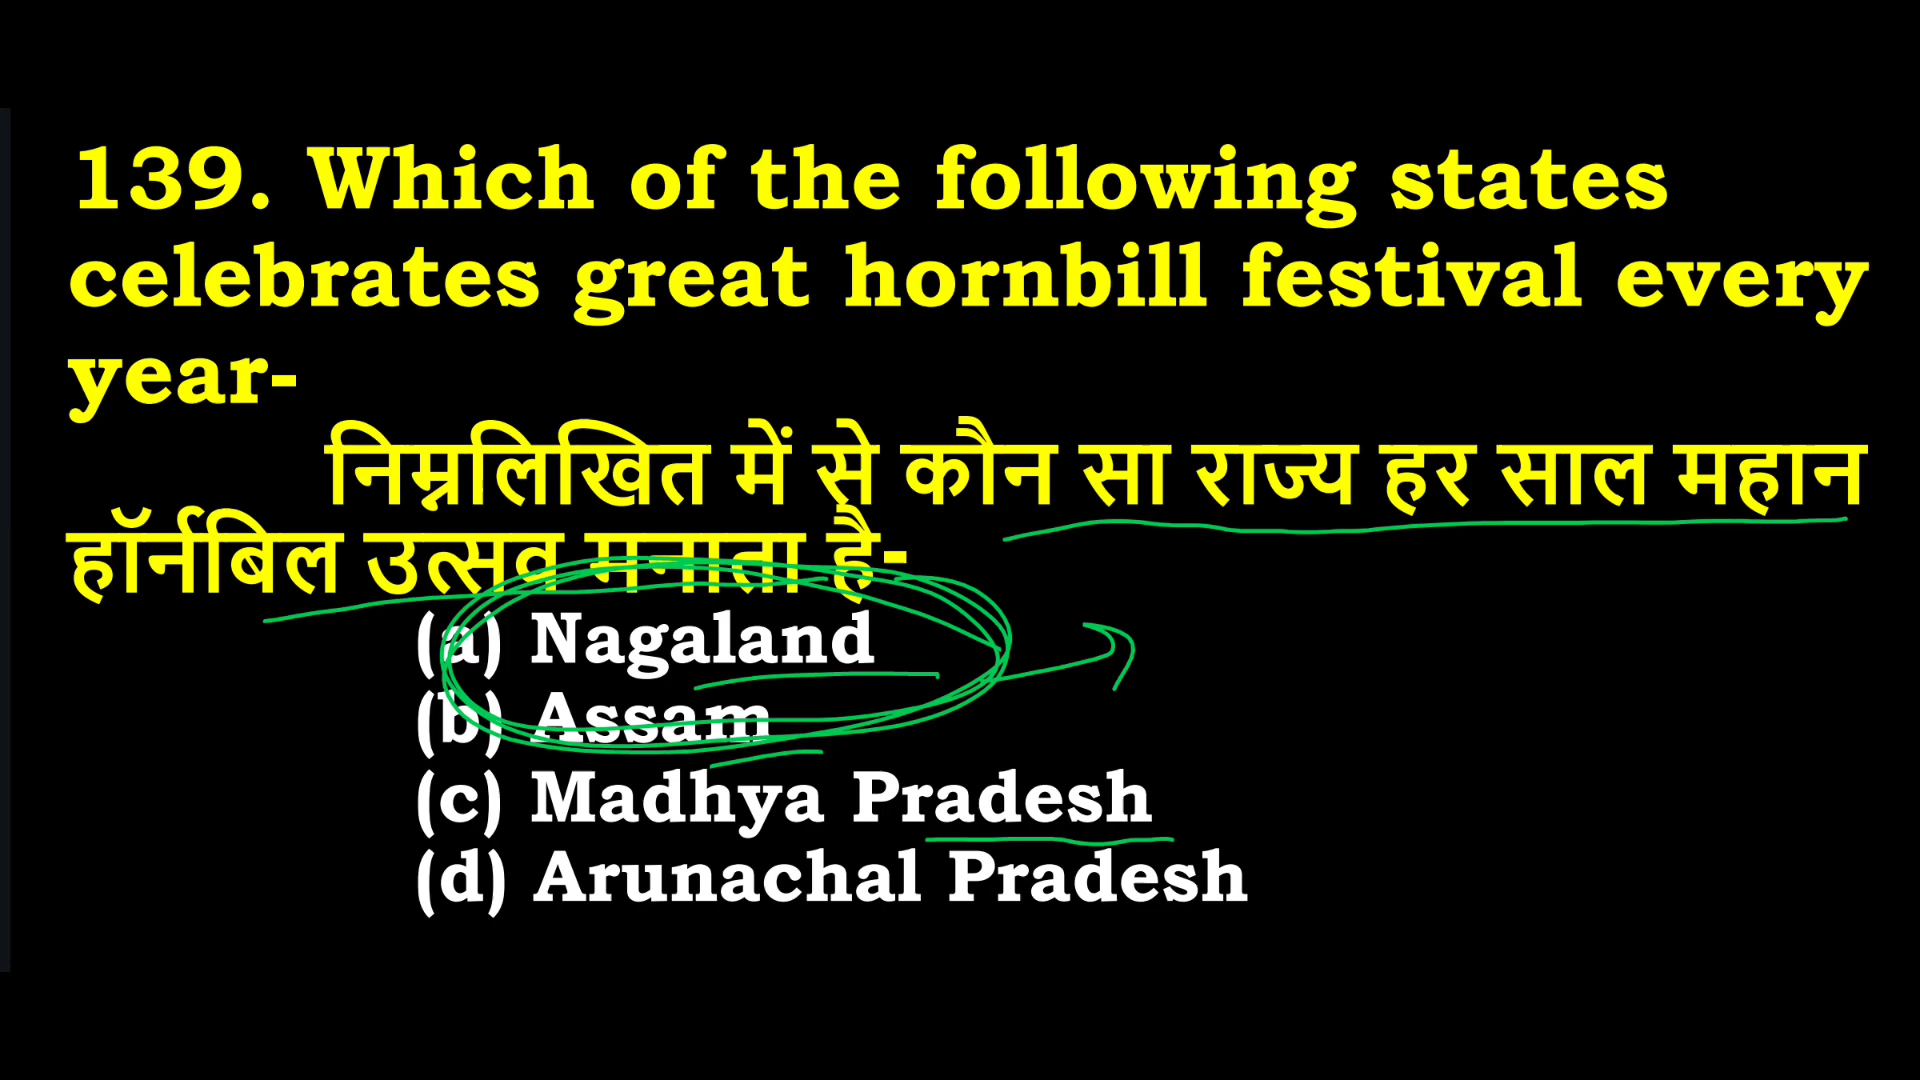 139. Which of the following states
celebrates great hornbill festival every
year-
निम्नलिखित में से कौन सा राज्य हर साल महान
हॉर्नबिल उत्सव मनाता है-
(a) Nagaland
(b) Assam
(c) Madhya Pradesh
(d) Arunachal Pradesh